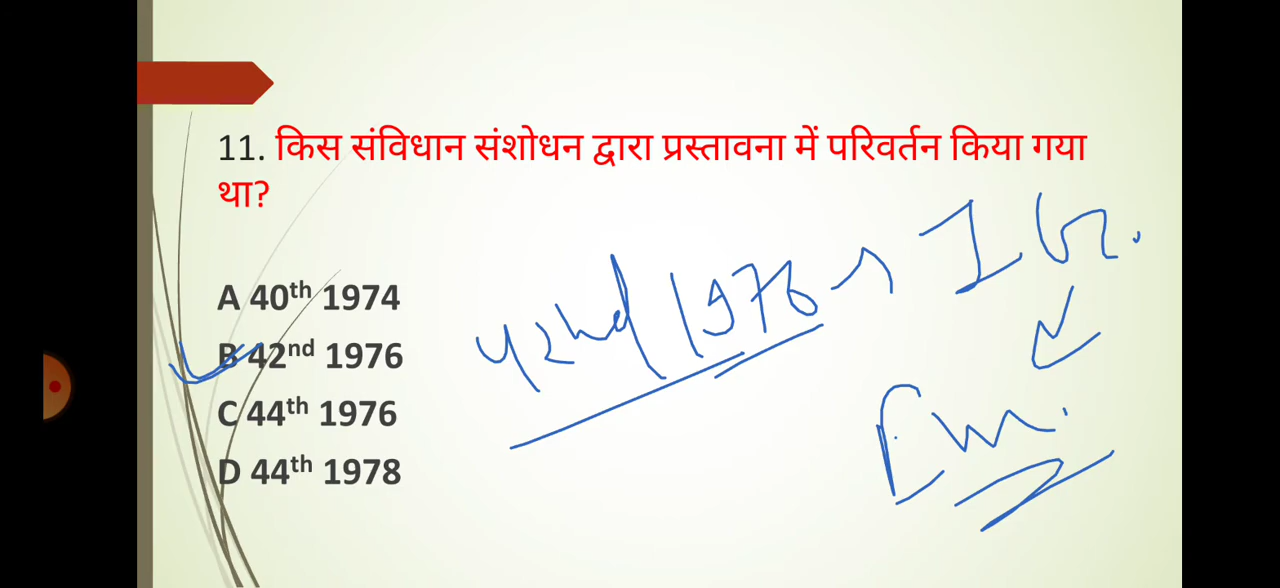 11. किस संविधान संशोधन द्वारा प्रस्तावना में परिवर्तन किया गया
था?
A 40th 1974
B 42nd 1976
C 44th 1976
D 44th 1978
42nd 1976